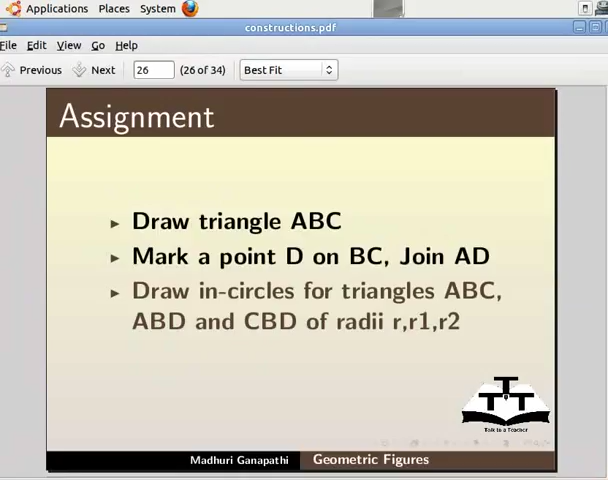 Applications Places System
constructions.pdf
File Edit View Go Help
Previous Next 26 (26 of 34) Best Fit
Assignment
Draw triangle ABC
Mark a point D on BC, Join AD
Draw in-circles for triangles ABC,
ABD and CBD of radii r,r1,r2
T
T T
Talk to a Teacher
Madhuri Ganapathi Geometric Figures